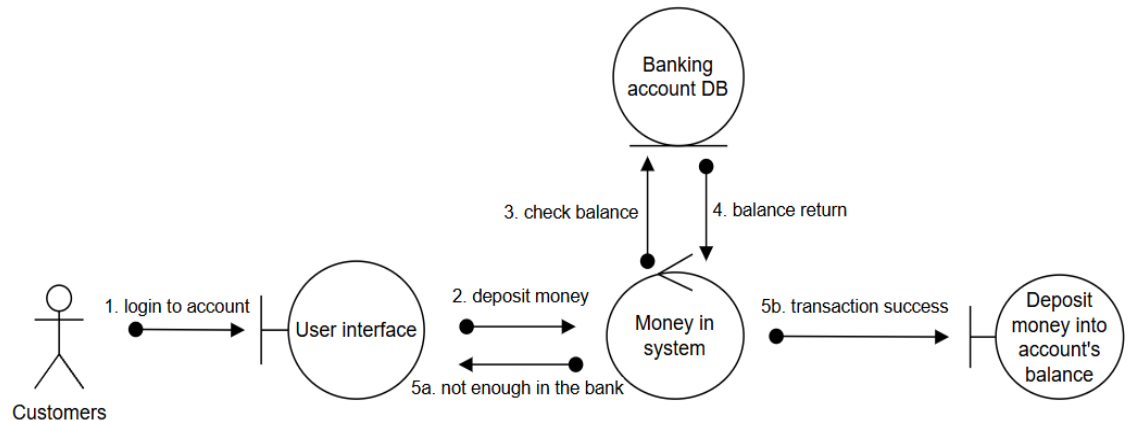 Banking
account DB
3. check balance
4. balance return
1. login to account
User interface
2. deposit money
5a. not enough in the bank
Money in
system
5b. transaction success
Deposit
money into
account's
balance
Customers